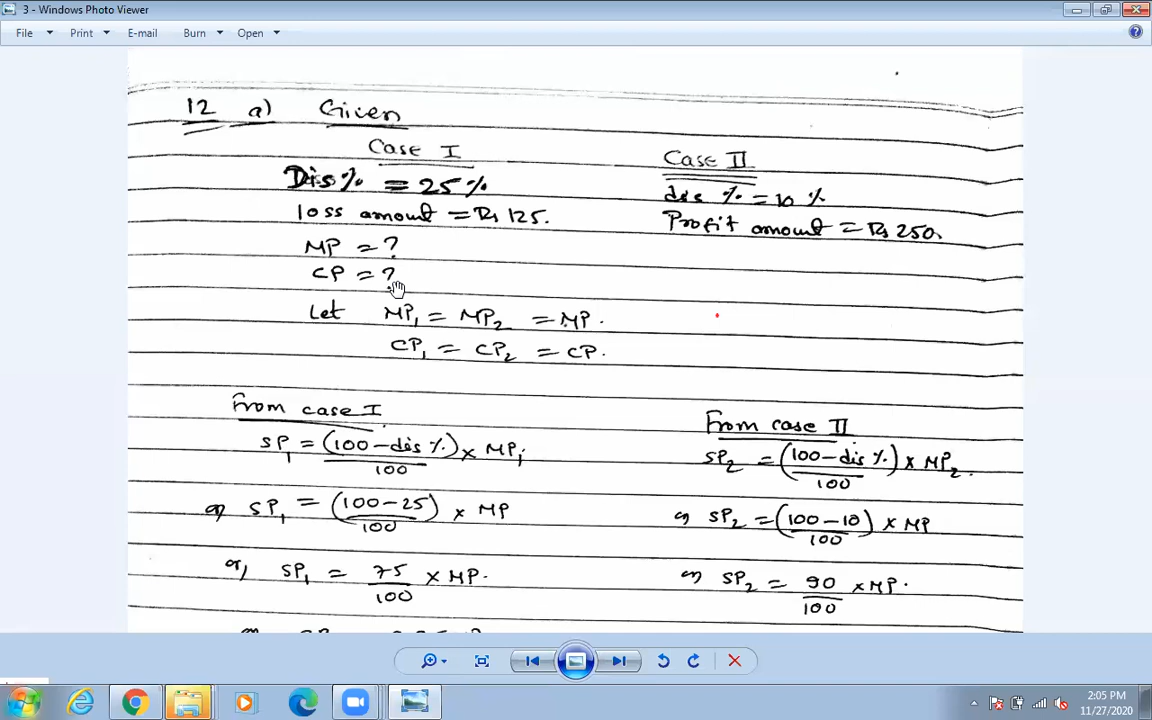 3 - Windows Photo Viewer
File Print E-mail Burn Open
12 a) Given
Case I
Dis% = 25%
loss amount = Rs 125.
MP = ?
CP = ?
Let MP1 = MP2 = MP.
CP1 = CP2 = CP.
Case II
dis % = 10 %
Profit amount = Rs 250.
From case I
SP1 = (100-dis %)/100 × MP1
or, SP1 = (100-25)/100 × MP
or, SP1 = 75/100 × MP.
From case II
SP2 = (100-dis %)/100 × MP2.
or SP2 = (100-10)/100 × MP
or SP2 = 90/100 × MP.
2:05 PM
11/27/2020